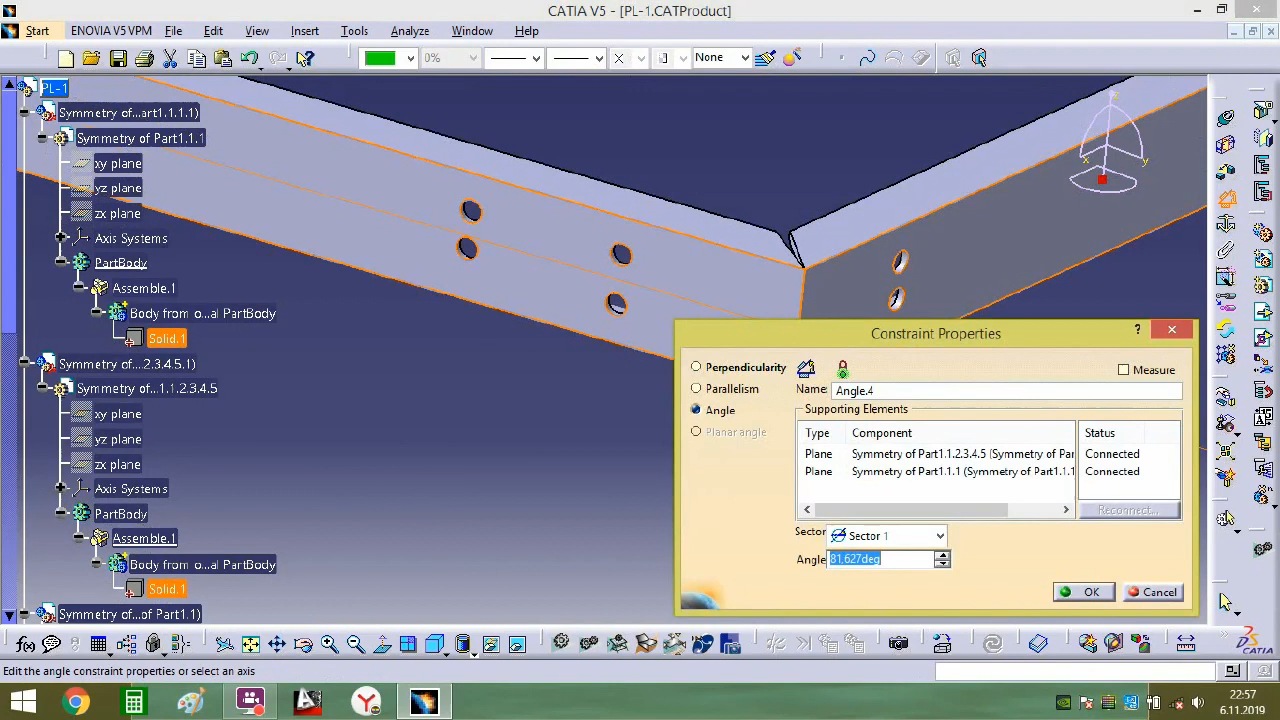 CATIA V5 - [PL-1.CATProduct]
Start ENOVIA V5 VPM File Edit View Insert Tools Analyze Window Help
0% None
PL-1
Symmetry of...art1.1.1.1)
Symmetry of Part1.1.1
xy plane
yz plane
zx plane
Axis Systems
PartBody
Assemble.1
Body from o...al PartBody
Solid.1
Symmetry of...2.3.4.5.1)
Symmetry of...1.1.2.3.4.5
xy plane
yz plane
zx plane
Axis Systems
PartBody
Assemble.1
Body from o...al PartBody
Solid.1
Symmetry of...of Part1.1)
z
x
y
Constraint Properties
? X
Perpendicularity
Parallelism
Angle
Planar angle
Measure
Name: Angle.4
Supporting Elements
Type Component Status
Plane Symmetry of Part1.1.2.3.4.5 (Symmetry of Par Connected
Plane Symmetry of Part1.1.1 (Symmetry of Part1.1.1 Connected
Reconnect...
Sector Sector 1
Angle 81,627deg
OK Cancel
f(x)
DS CATIA
Edit the angle constraint properties or select an axis
22:57
6.11.2019